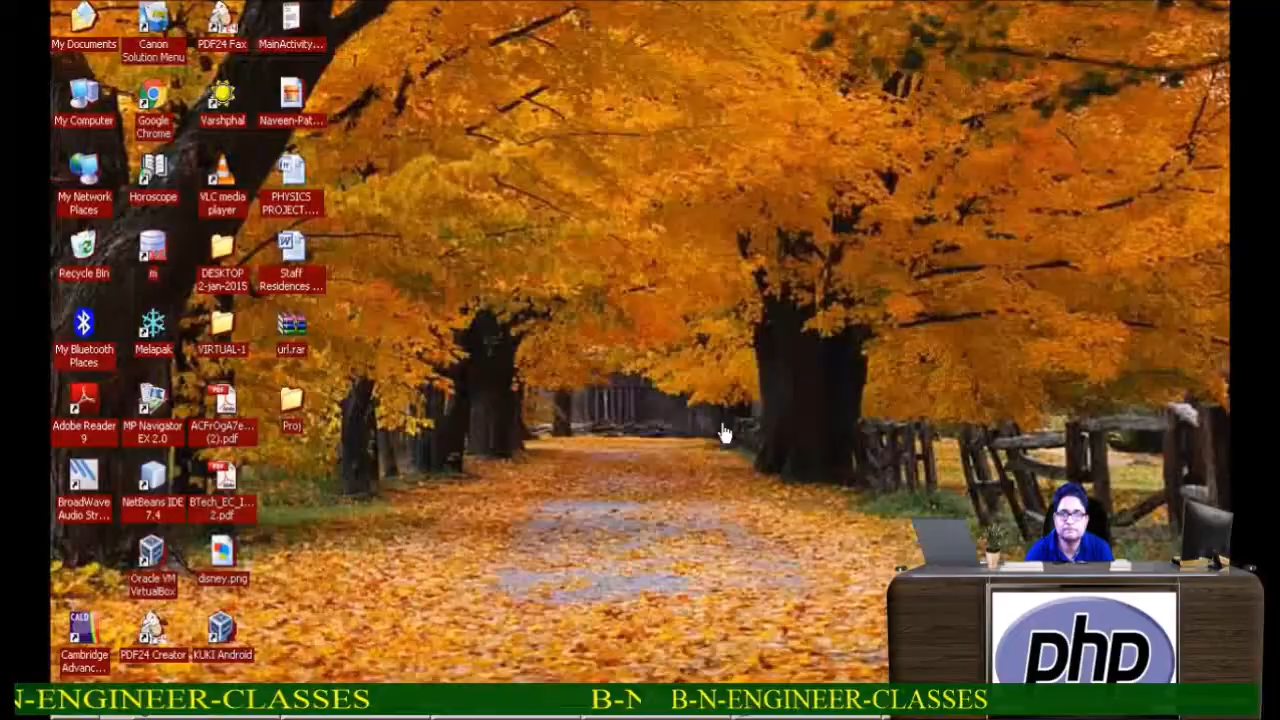 My Documents
Canon
Solution Menu
PDF24 Fax
MainActivity...
My Computer
Google
Chrome
Varshphal
Naveen-Pat...
My Network
Places
Horoscope
VLC media
player
PHYSICS
PROJECT....
Recycle Bin
m
DESKTOP
2-jan-2015
Staff
Residences ...
My Bluetooth
Places
Melapak
VIRTUAL-1
url.rar
Adobe Reader
9
MP Navigator
EX 2.0
ACFrOgA7e...
(2).pdf
Proj
BroadWave
Audio Str...
NetBeans IDE
7.4
BTech_EC_I...
2.pdf
Oracle VM
VirtualBox
disney.png
CALD
Cambridge
Advanc...
PDF24 Creator
KUKI Android
php
N-ENGINEER-CLASSES B-N B-N-ENGINEER-CLASSES